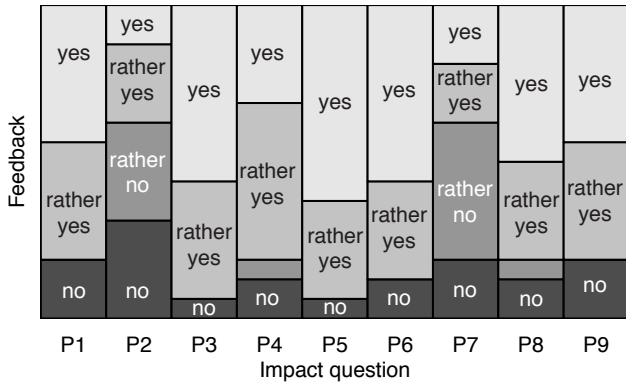 yes
rather
yes
no
yes
rather
yes
rather
no
no
yes
rather
yes
no
yes
rather
yes
no
yes
rather
yes
no
yes
rather
yes
no
yes
rather
yes
rather
no
no
yes
rather
yes
no
yes
rather
yes
no
Feedback
P1 P2 P3 P4 P5 P6 P7 P8 P9
Impact question